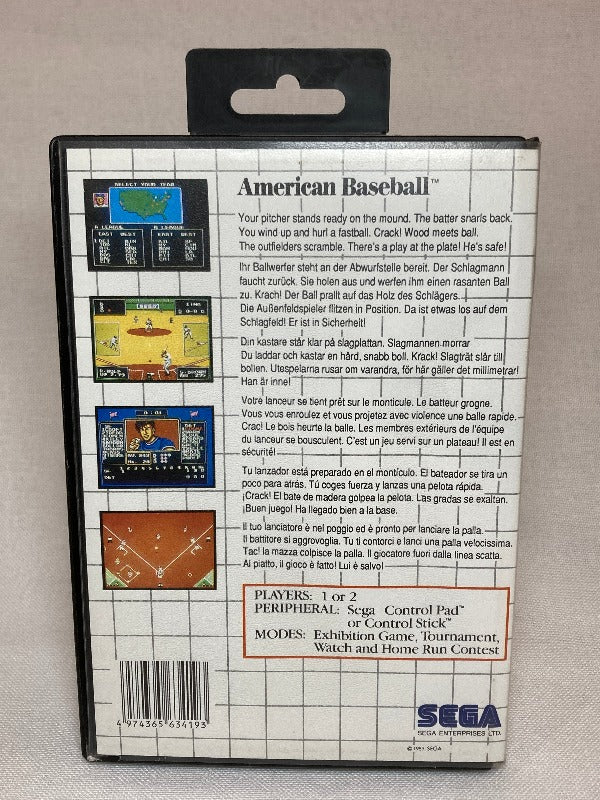 SELECT YOUR TEAM
A LEAGUE
N LEAGUE
EAST WEST
EAST WEST
American Baseball™
Your pitcher stands ready on the mound. The batter snarls back.
You wind up and hurl a fastball. Crack! Wood meets ball.
The outfielders scramble. There's a play at the plate! He's safe!
Ihr Ballwerfer steht an der Abwurfstelle bereit. Der Schlagmann
faucht zurück. Sie holen aus und werfen ihm einen rasanten Ball
zu. Krach! Der Ball prallt auf das Holz des Schlägers.
Die Außenfeldspieler flitzen in Position. Da ist etwas los auf dem
Schlagfeld! Er ist in Sicherheit!
Din kastare står klar på slagplattan. Slagmannen morrar
Du laddar och kastar en hård, snabb boll. Krack! Slagträt slår till
bollen. Utespelarna rusar om varandra, för här gäller det millimetrar!
Han är inne!
Votre lanceur se tient prêt sur le monticule. Le batteur grogne.
Vous vous enroulez et vous projetez avec violence une balle rapide.
Crac! Le bois heurte la balle. Les membres extérieurs de l'équipe
du lanceur se bousculent. C'est un jeu servi sur un plateau! Il est en
sécurité!
Tu lanzador está preparado en el montículo. El bateador se tira un
poco para atrás. Tú coges fuerza y lanzas una pelota rápida.
¡Crack! El bate de madera golpea la pelota. Las gradas se exaltan.
¡Buen juego! Ha llegado bien a la base.
Il tuo lanciatore è nel poggio ed è pronto per lanciare la palla.
Il battitore si aggrovoglia. Tu ti contorci e lanci una palla velocissima.
Tac! la mazza colpisce la palla. Il giocatore fuori dalla linea scatta.
Al piatto, il gioco è fatto! Lui è salvo!
PLAYERS: 1 or 2
PERIPHERAL: Sega Control Pad™
or Control Stick™
MODES: Exhibition Game, Tournament,
Watch and Home Run Contest
4 974365 634193
SEGA
SEGA ENTERPRISES LTD.
© 1989 SEGA